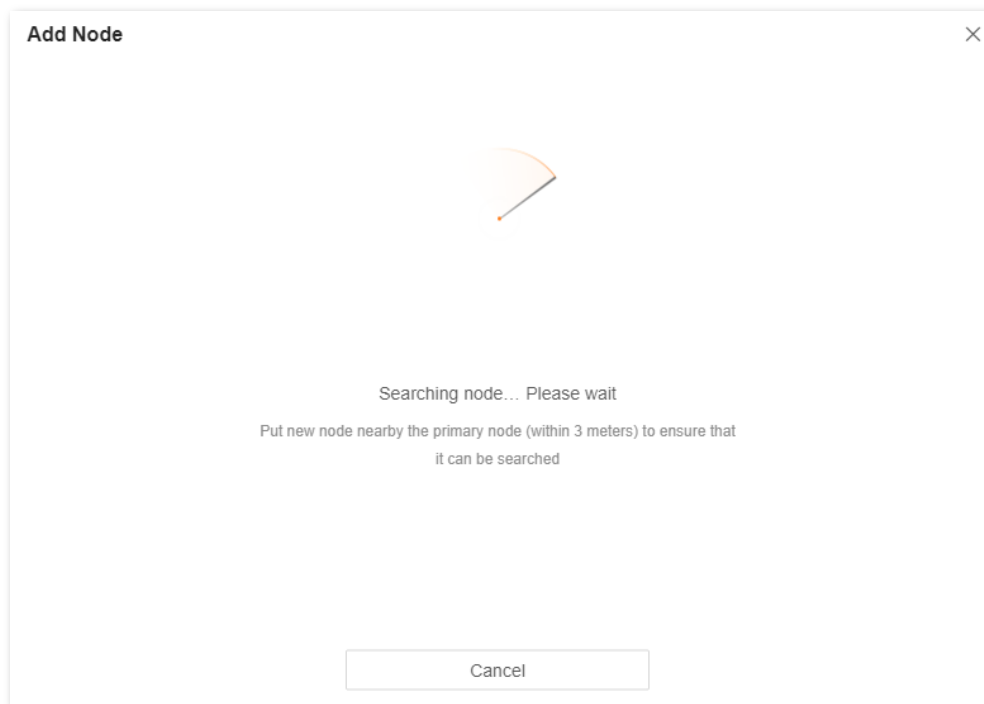 Add Node
Searching node... Please wait
Put new node nearby the primary node (within 3 meters) to ensure that
it can be searched
Cancel